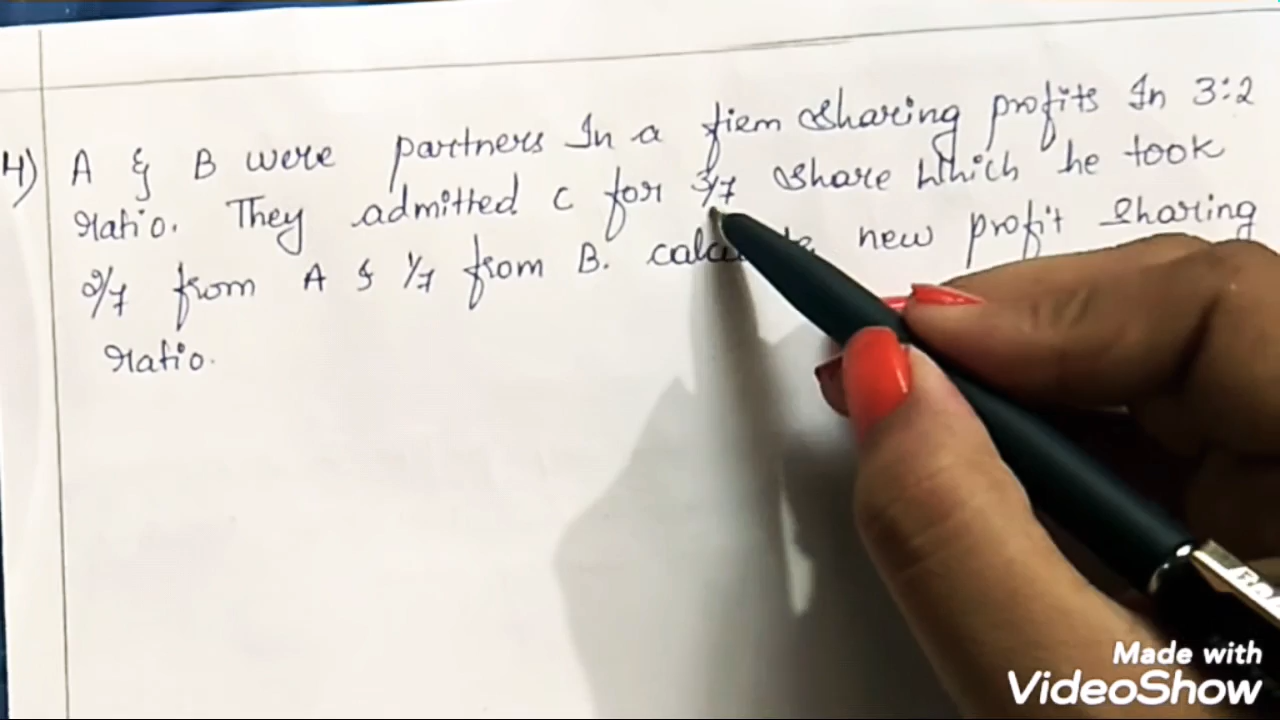 4) A & B were partners In a firm sharing profits In 3:2
ratio. They admitted C for 3/7 share which he took
2/7 from A & 1/7 from B. calculate new profit sharing
ratio.
Made with
VideoShow